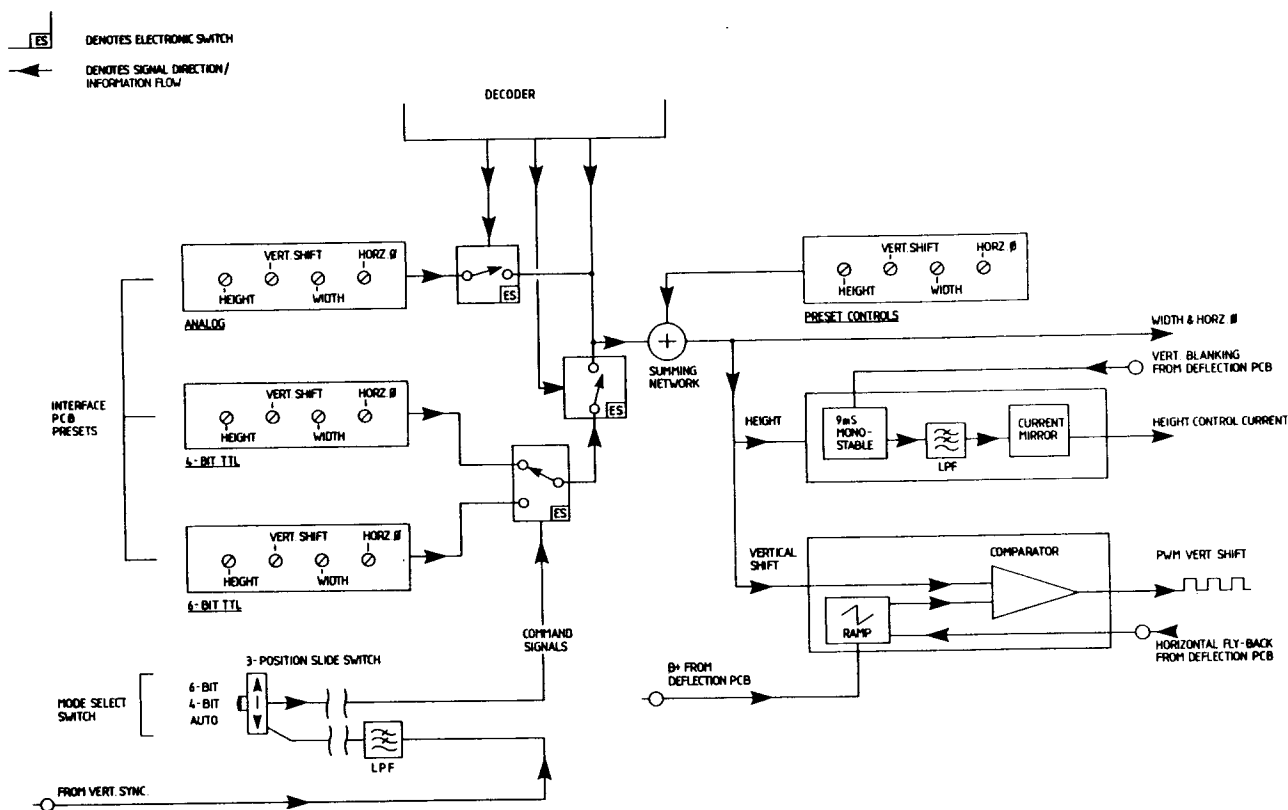 ES DENOTES ELECTRONIC SWITCH
DENOTES SIGNAL DIRECTION/
INFORMATION FLOW
DECODER
VERT. SHIFT HORZ. Ø
HEIGHT WIDTH
ANALOG
ES
VERT. SHIFT HORZ Ø
HEIGHT WIDTH
PRESET CONTROLS
+
SUMMING
NETWORK
WIDTH & HORZ Ø
VERT. BLANKING
FROM DEFLECTION PCB
ES
INTERFACE
PCB
PRESETS
VERT SHIFT HORZ. Ø
HEIGHT WIDTH
4-BIT TTL
HEIGHT
9mS
MONO-
STABLE
LPF
CURRENT
MIRROR
HEIGHT CONTROL CURRENT
ES
VERT SHIFT HORZ. Ø
HEIGHT WIDTH
6-BIT TTL
VERTICAL
SHIFT
COMPARATOR
PWM VERT SHIFT
RAMP
HORIZONTAL FLY-BACK
FROM DEFLECTION PCB
COMMAND
SIGNALS
B+ FROM
DEFLECTION PCB
3-POSITION SLIDE SWITCH
MODE SELECT
SWITCH
6-BIT
4-BIT
AUTO
LPF
FROM VERT. SYNC.